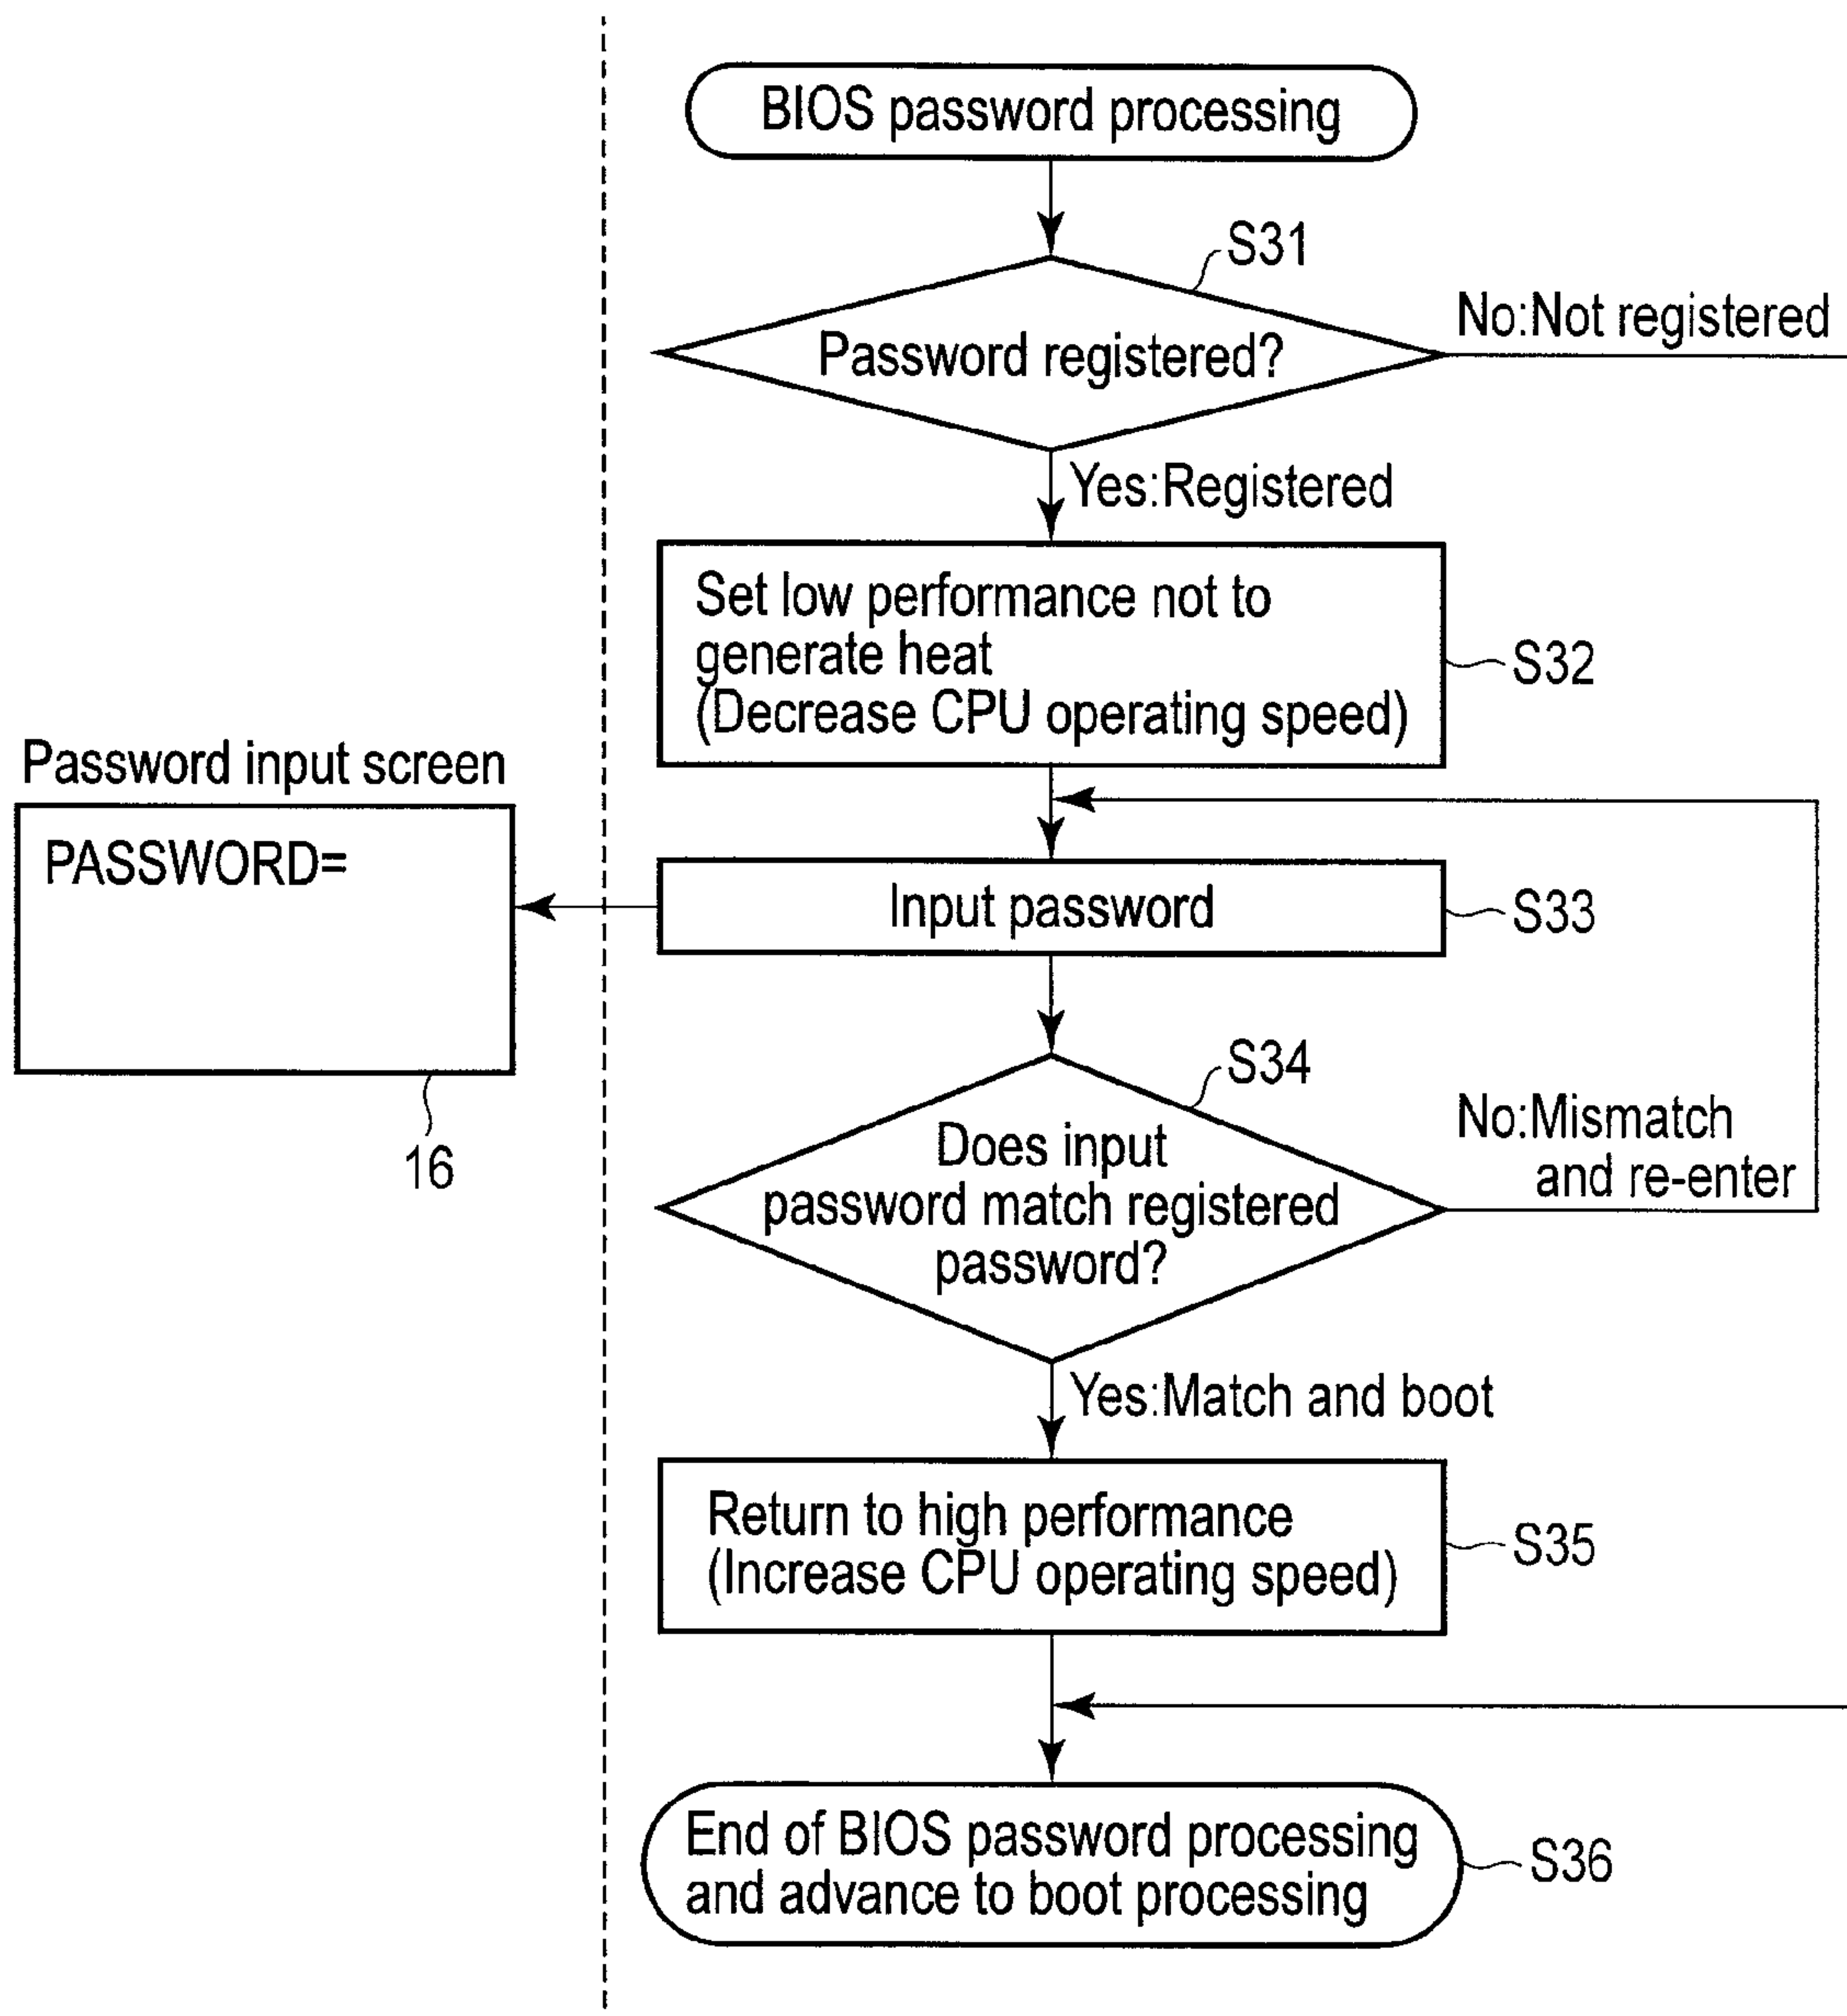 BIOS password processing
S31
No:Not registered
Password registered?
Yes:Registered
Set low performance not to
generate heat
(Decrease CPU operating speed)
S32
Password input screen
PASSWORD=
16
Input password
S33
S34
Does input
password match registered
password?
No:Mismatch
and re-enter
Yes:Match and boot
Return to high performance
(Increase CPU operating speed)
S35
End of BIOS password processing
and advance to boot processing
S36